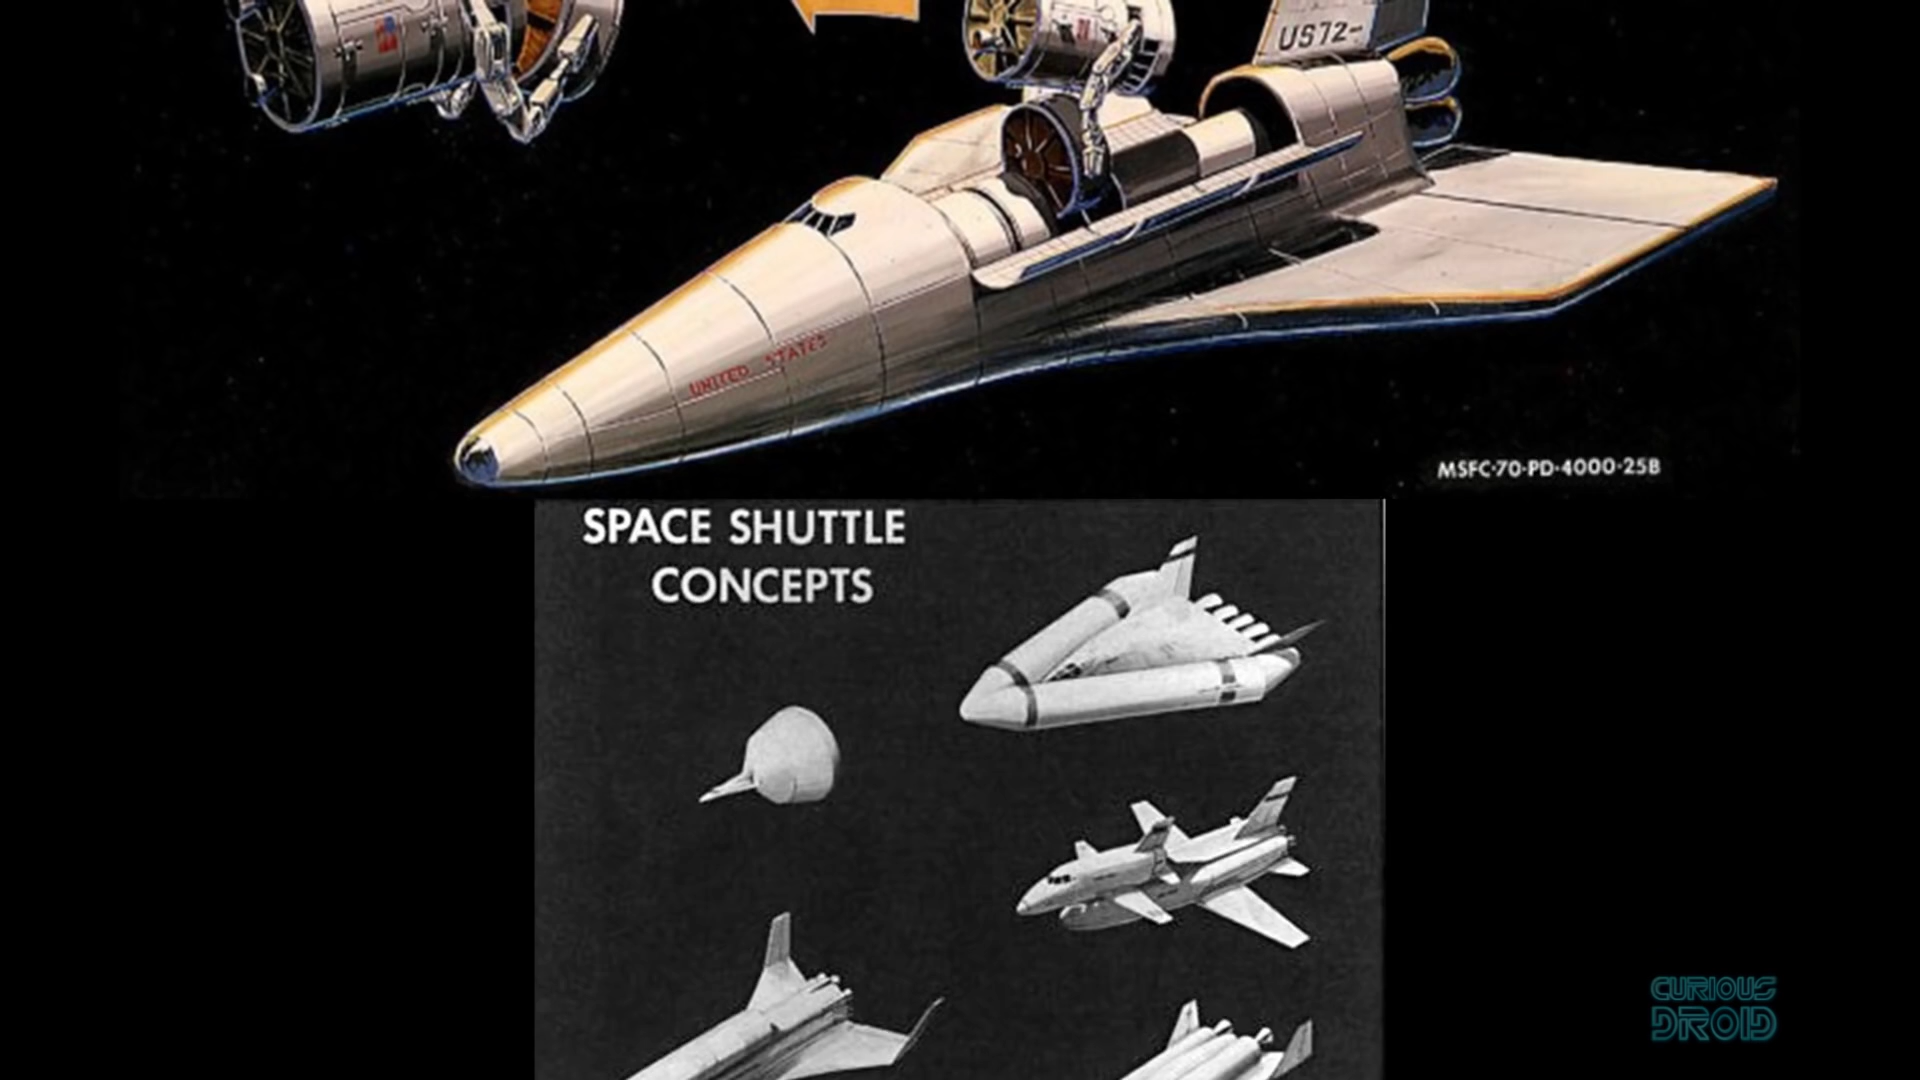 US72-
UNITED STATES
MSFC-70-PD-4000-25B
SPACE SHUTTLE
CONCEPTS
CURIOUS
DROID